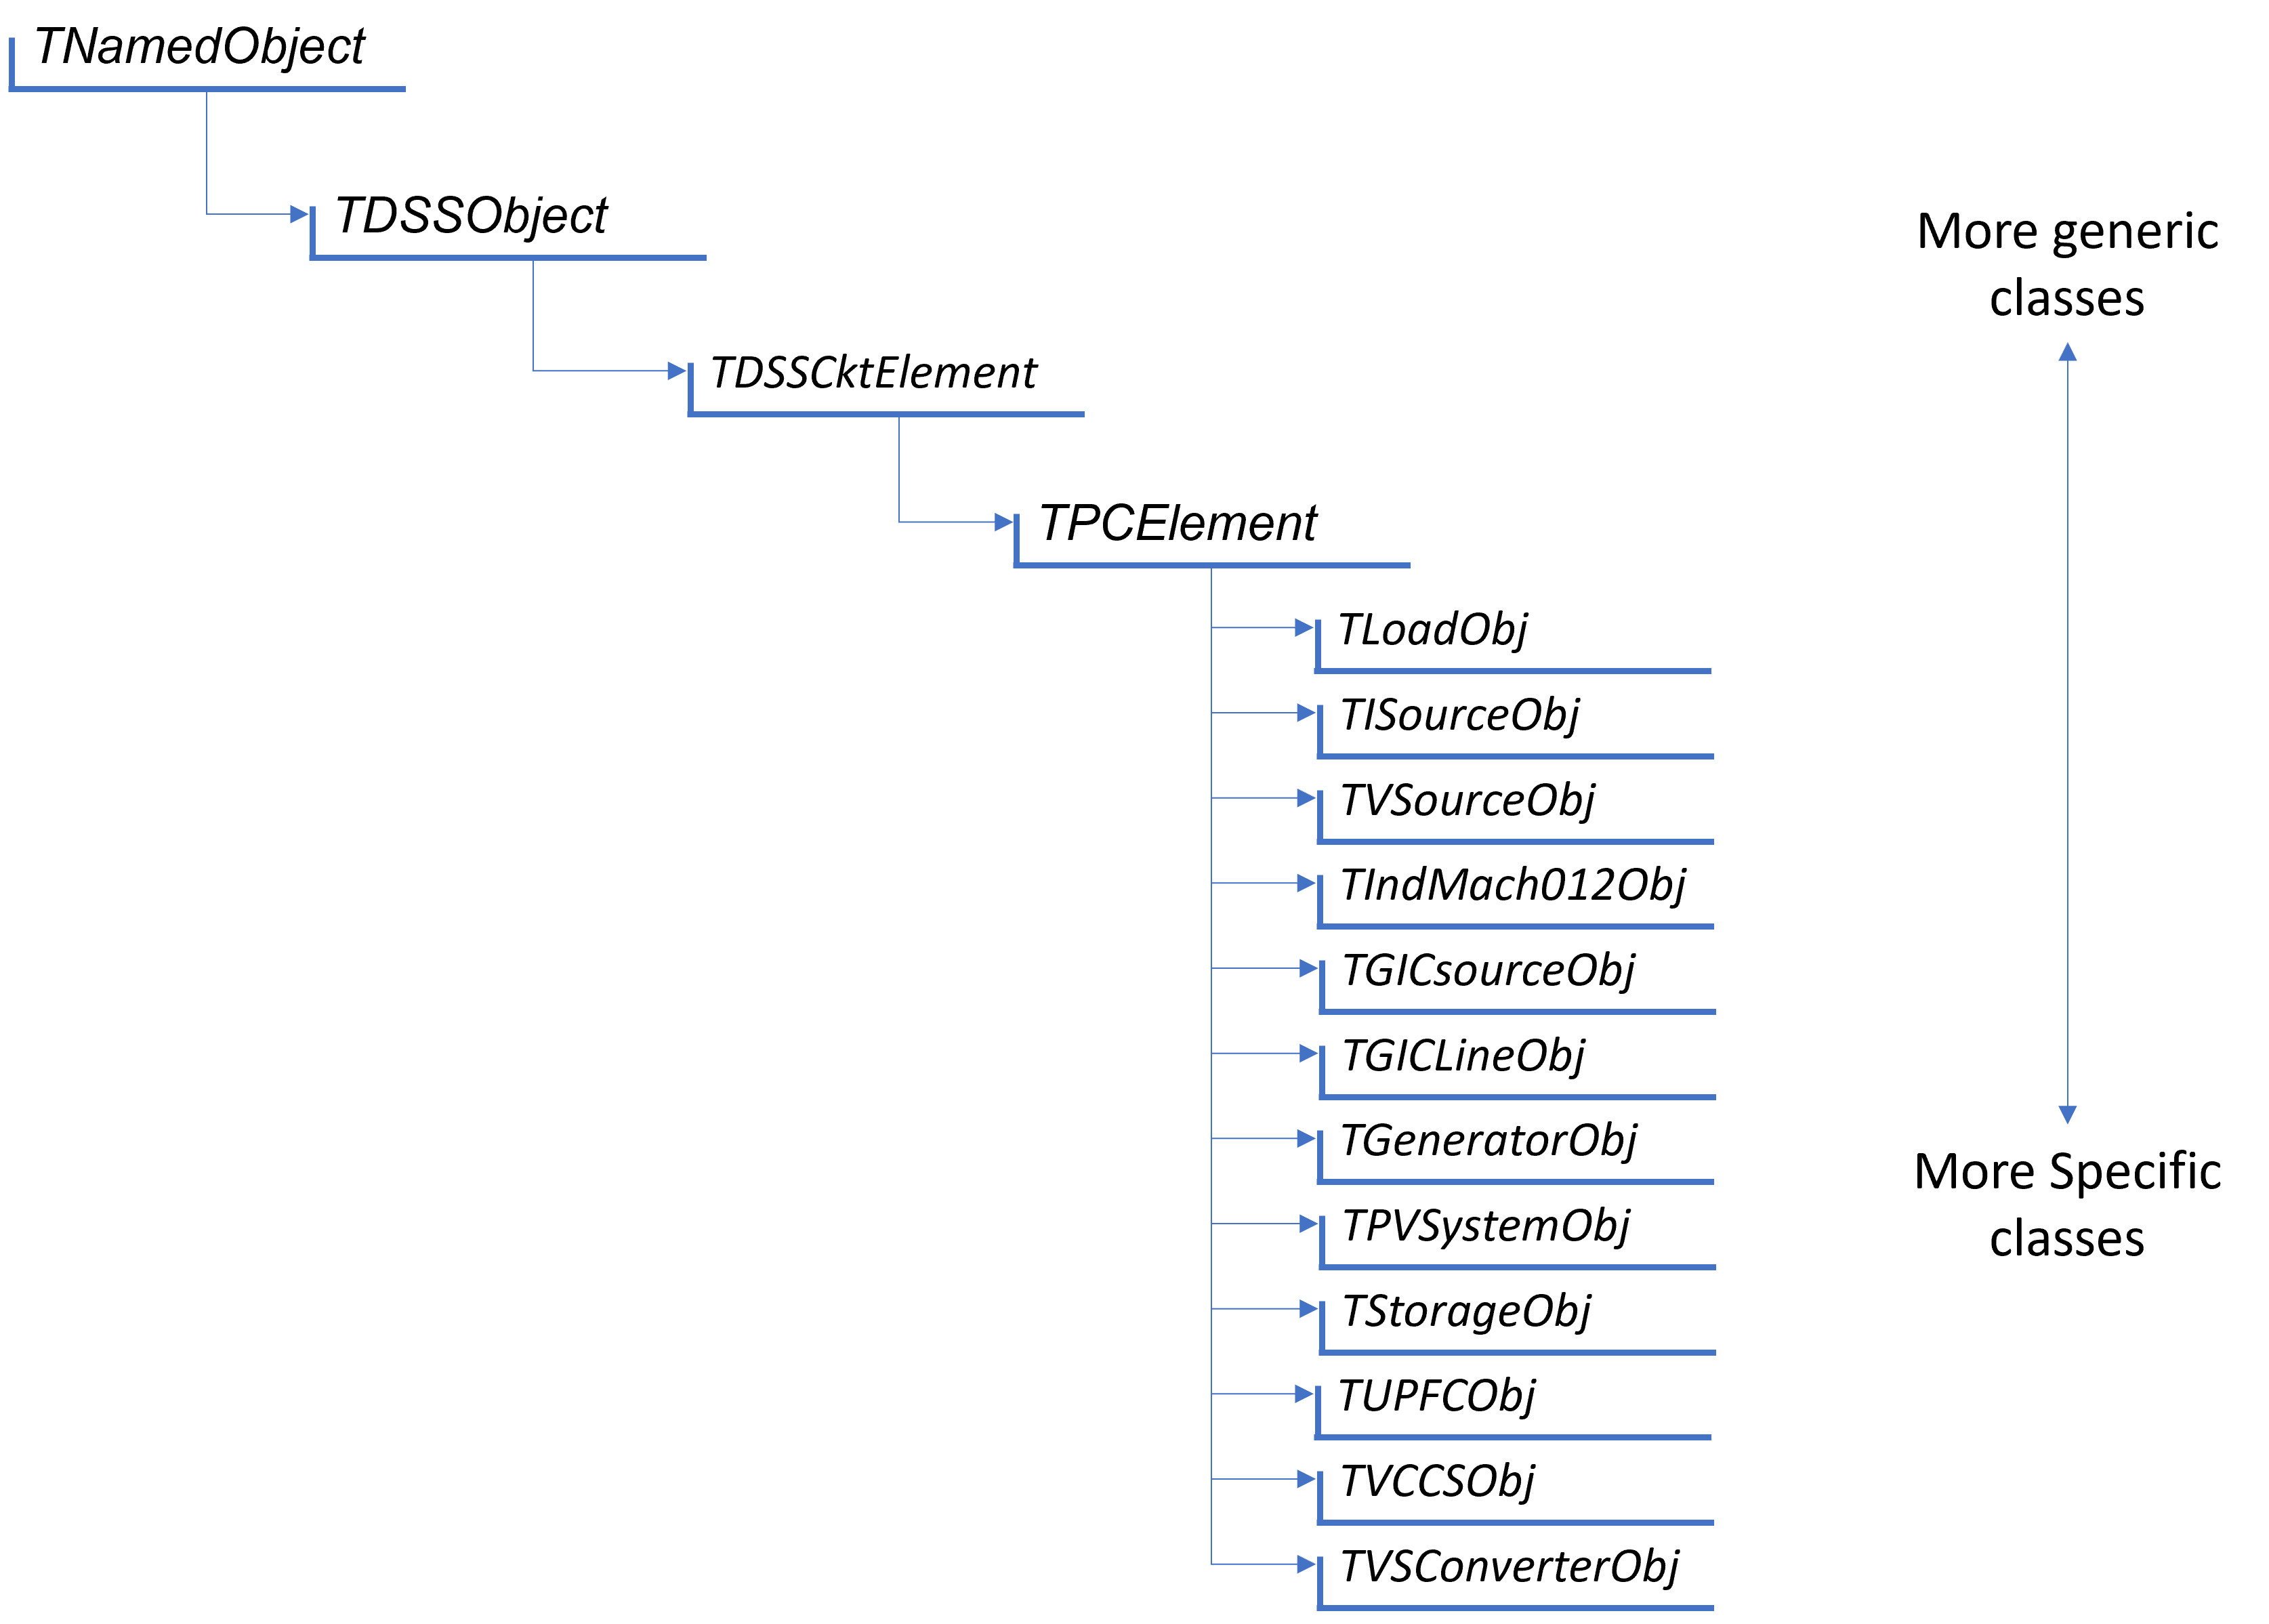 TNamedObject
TDSSObject
More generic
classes
TDSSCktElement
TPCElement
TLoadObj
TISourceObj
TVSourceObj
TIndMach012Obj
TGICsourceObj
TGICLineObj
TGeneratorObj
More Specific
classes
TPVSystemObj
TStorageObj
TUPFCObj
TVCCSObj
TVSConverterObj